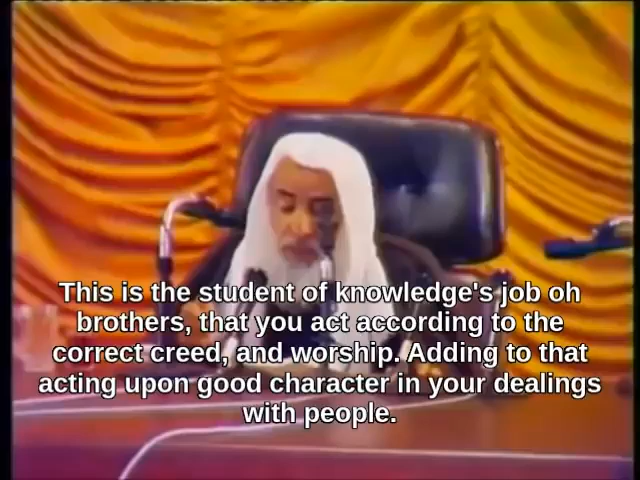 This is the student of knowledge's job oh
brothers, that you act according to the
correct creed, and worship. Adding to that
acting upon good character in your dealings
with people.